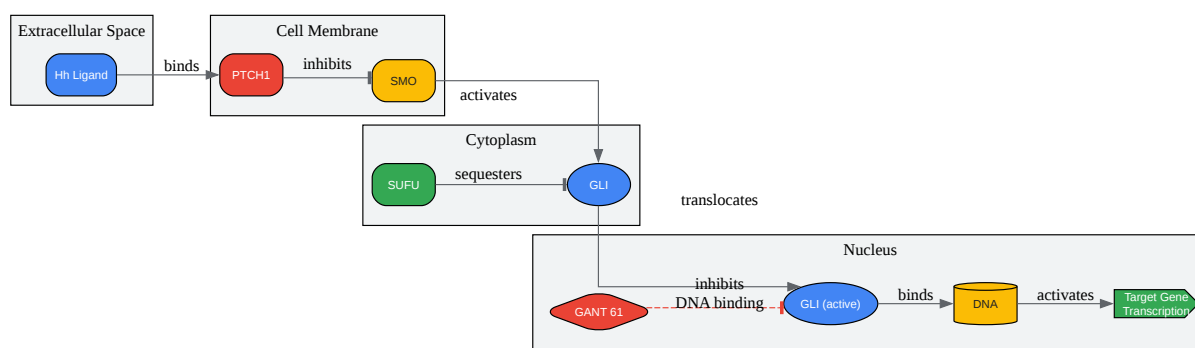 Extracellular Space
Cell Membrane
Hh Ligand
binds
PTCH1
inhibits
SMO
activates
Cytoplasm
SUFU
sequesters
GLI
translocates
Nucleus
GANT 61
inhibits
DNA binding
GLI (active)
binds
DNA
activates
Target Gene
Transcription